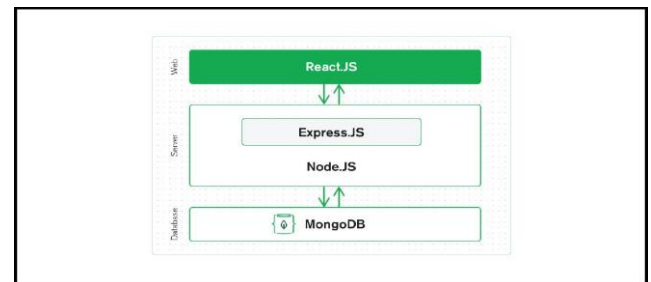 Web
React.JS
Server
Express.JS
Node.JS
Database
MongoDB